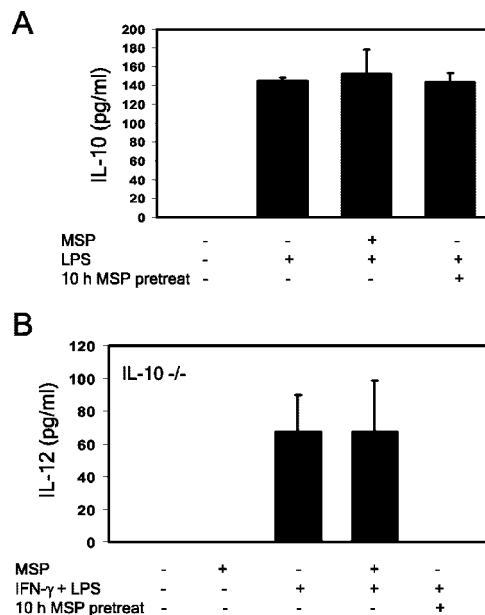 A
IL-10 (pg/ml)
200
180
160
140
120
100
80
60
40
20
0
MSP - - + -
LPS - + + +
10 h MSP pretreat - - - +
B
IL-10 -/-
IL-12 (pg/ml)
120
100
80
60
40
20
0
MSP - + - + -
IFN-γ + LPS - - + + +
10 h MSP pretreat - - - - +